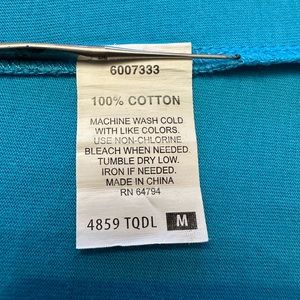 6007333
100% COTTON
MACHINE WASH COLD
WITH LIKE COLORS.
USE NON-CHLORINE
BLEACH WHEN NEEDED.
TUMBLE DRY LOW.
IRON IF NEEDED.
MADE IN CHINA
RN 64794
4859 TQDL M